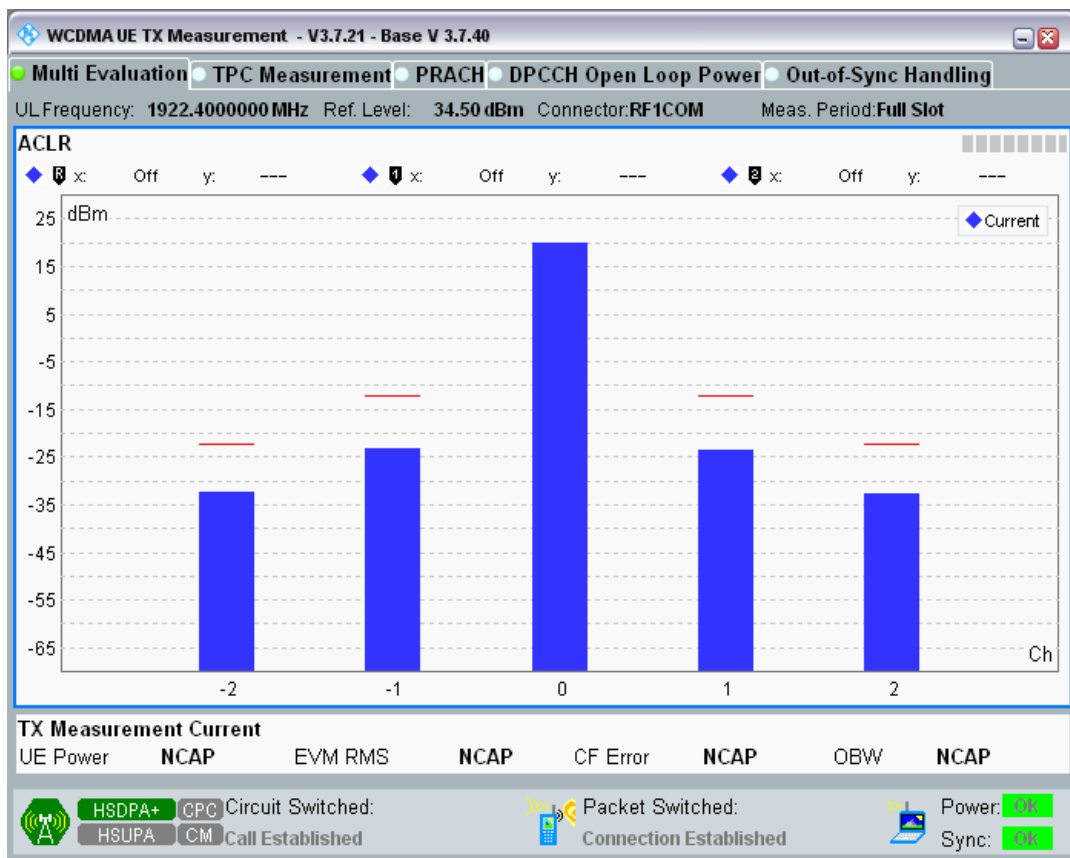 WCDMA UE TX Measurement - V3.7.21 - Base V 3.7.40
Multi Evaluation TPC Measurement PRACH DPCCH Open Loop Power Out-of-Sync Handling
UL Frequency: 1922.4000000 MHz Ref. Level: 34.50 dBm Connector:RF1COM Meas. Period:Full Slot
ACLR
R x: Off y: --- 1 x: Off y: --- 2 x: Off y: ---
dBm
Current
25
15
5
-5
-15
-25
-35
-45
-55
-65
Ch
-2 -1 0 1 2
TX Measurement Current
UE Power NCAP EVM RMS NCAP CF Error NCAP OBW NCAP
HSDPA+ CPC Circuit Switched: Packet Switched: Power: Ok
HSUPA CM Call Established Connection Established Sync: Ok